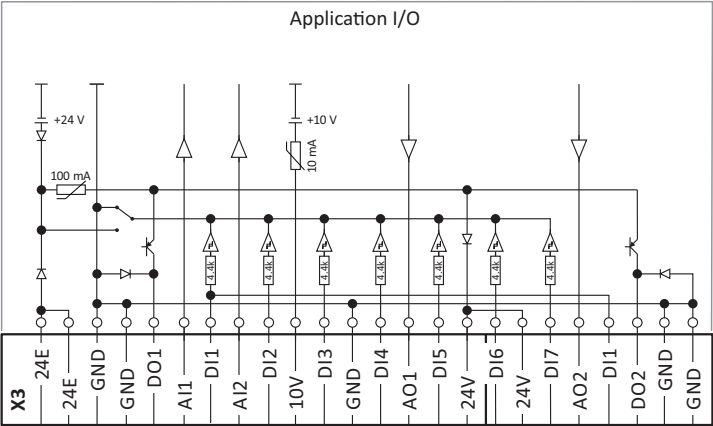 Application I/O
+24 V
+10 V
10 mA
100 mA
4.4k
4.4k
4.4k
4.4k
4.4k
4.4k
4.4k
X3
24E
24E
GND
GND
DO1
AI1
DI1
AI2
DI2
10V
DI3
GND
DI4
AO1
DI5
24V
DI6
24V
DI7
AO2
DI1
DO2
GND
GND